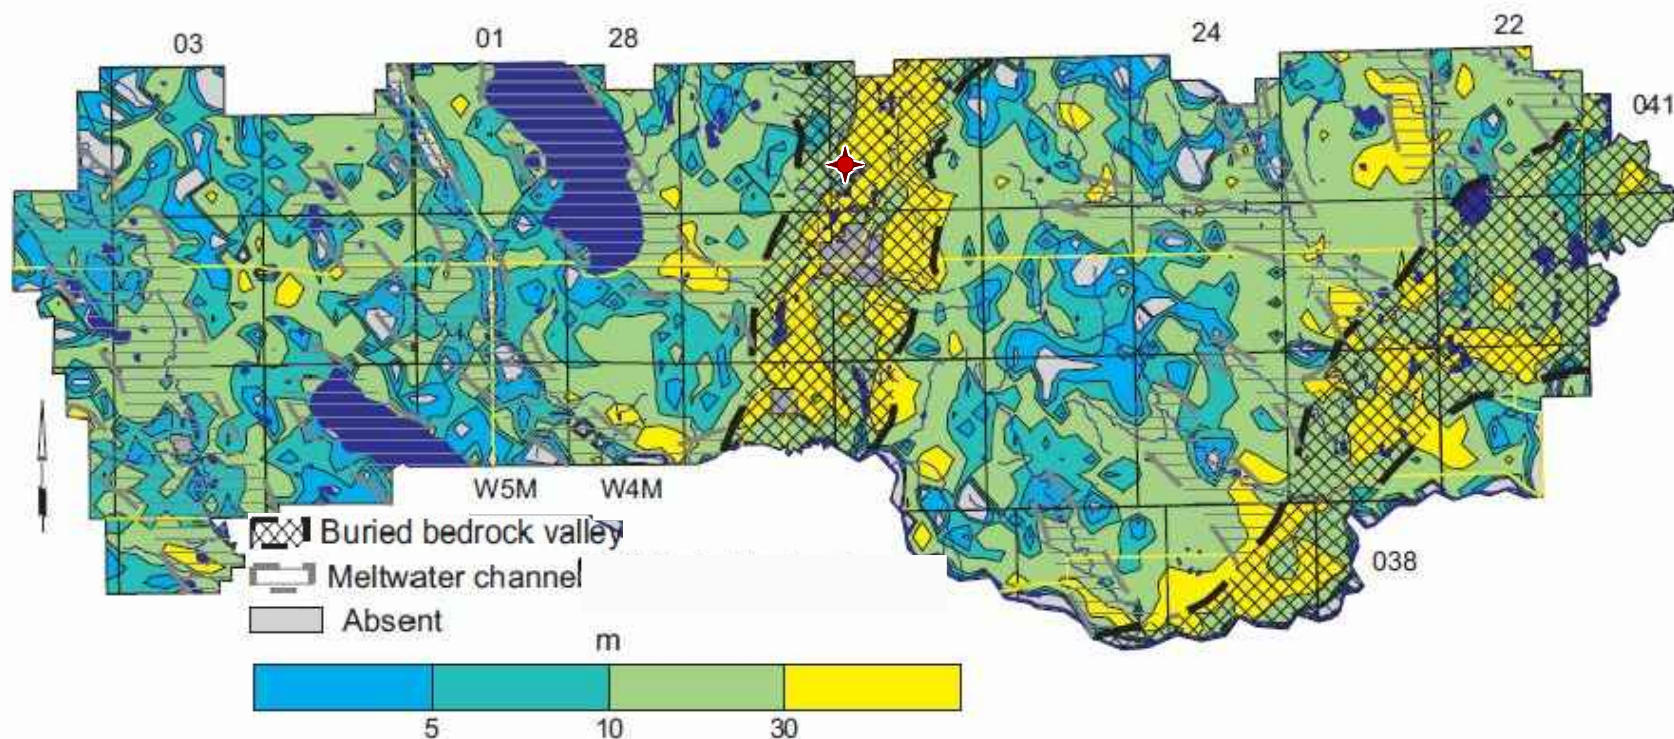 03 01 28 24 22
041
W5M W4M
Buried bedrock valley
Meltwater channel
038
Absent
m
5 10 30